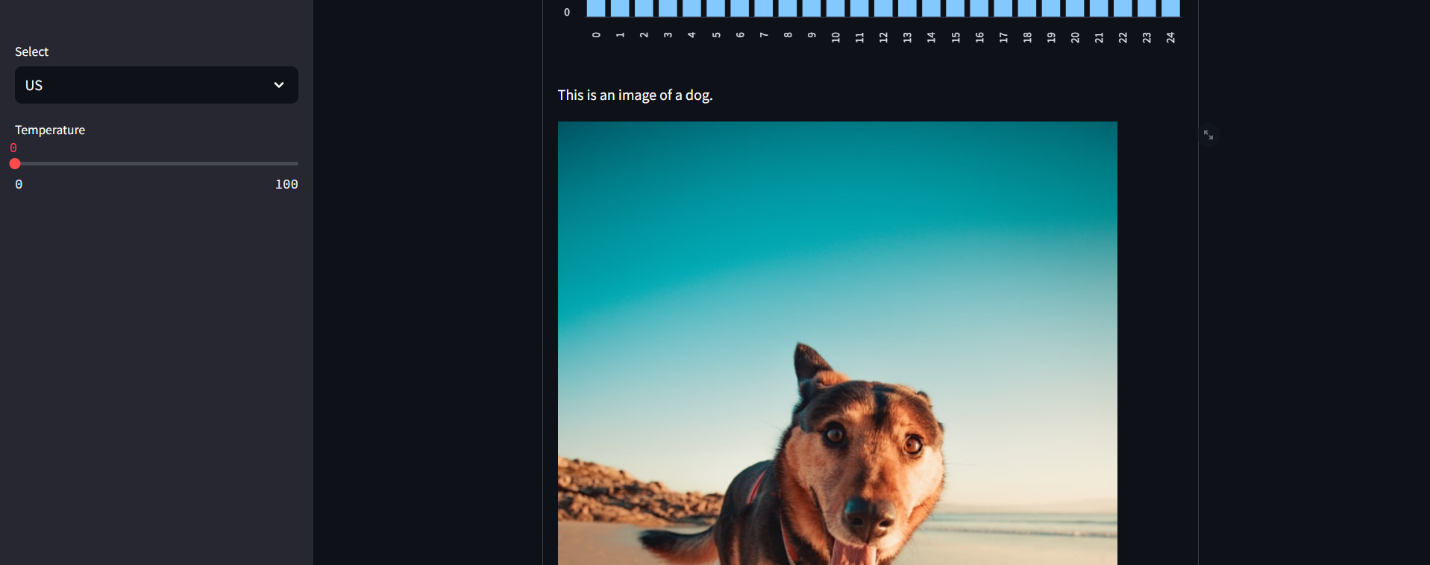 Select
US
Temperature
0
0 100
0
0 1 2 3 4 5 6 7 8 9 10 11 12 13 14 15 16 17 18 19 20 21 22 23 24
This is an image of a dog.